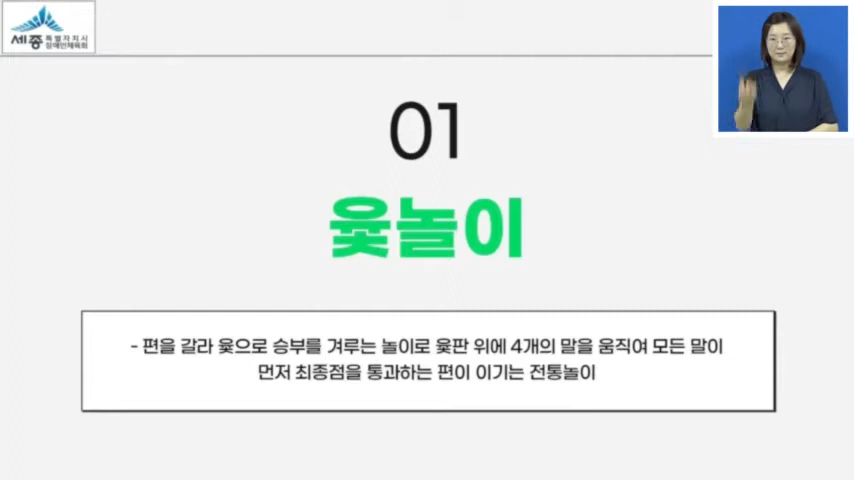 세종 특별자치시
장애인체육회
01
윷놀이
- 편을 갈라 윷으로 승부를 겨루는 놀이로 윷판 위에 4개의 말을 움직여 모든 말이
먼저 최종점을 통과하는 편이 이기는 전통놀이